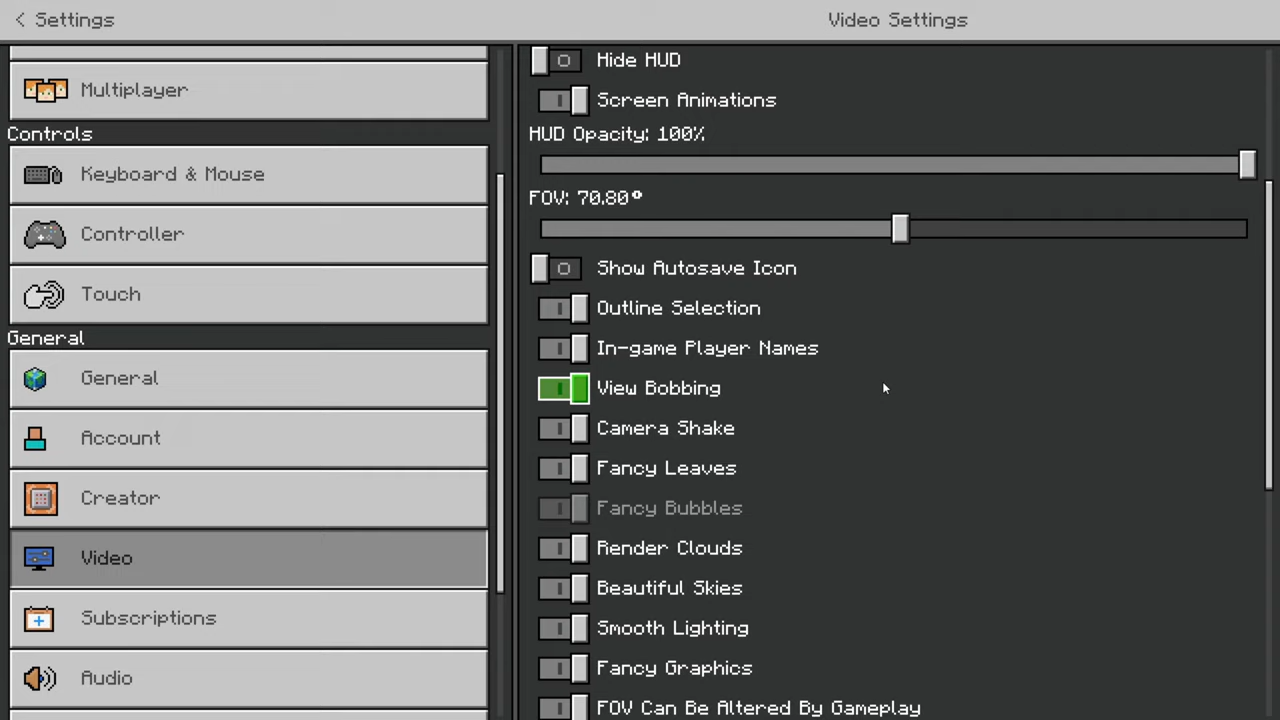 Settings
Video Settings
Multiplayer
Controls
Keyboard & Mouse
Controller
Touch
General
General
Account
Creator
Video
Subscriptions
Audio
Hide HUD
Screen Animations
HUD Opacity: 100%
FOV: 70.80°
Show Autosave Icon
Outline Selection
In-game Player Names
View Bobbing
Camera Shake
Fancy Leaves
Fancy Bubbles
Render Clouds
Beautiful Skies
Smooth Lighting
Fancy Graphics
FOV Can Be Altered By Gameplay